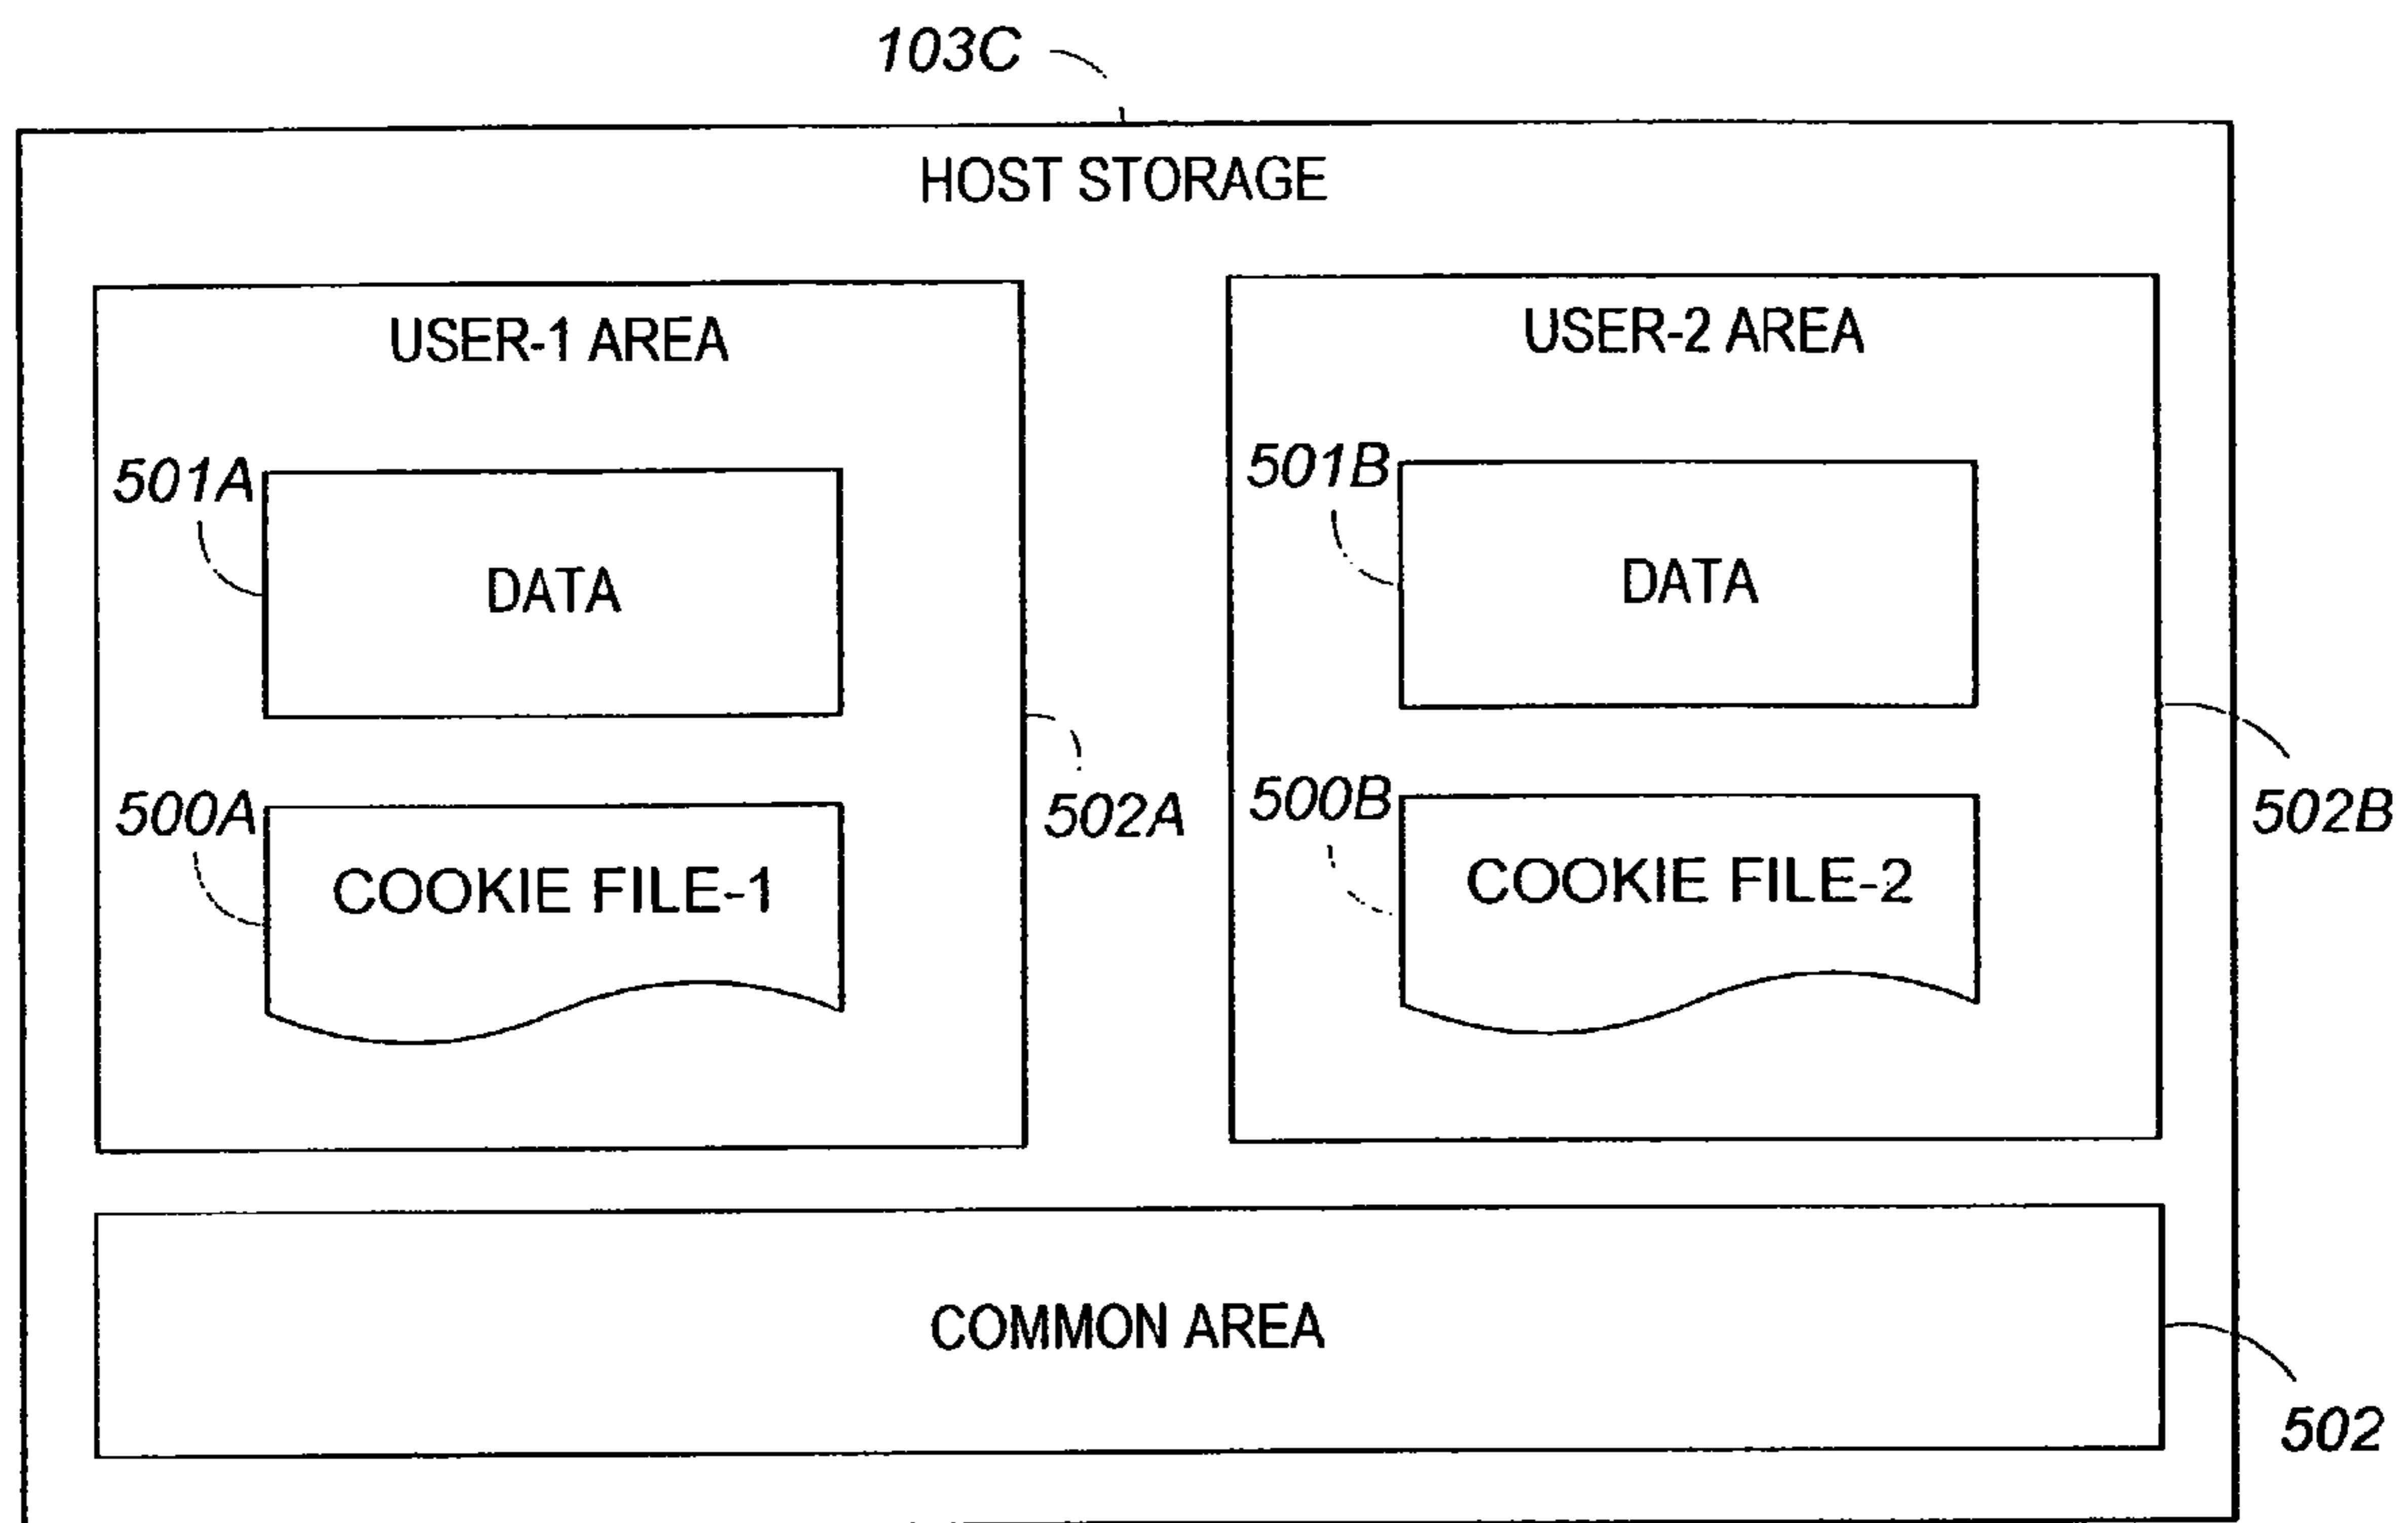 103C
HOST STORAGE
USER-1 AREA
501A
DATA
502A
500A
COOKIE FILE-1
USER-2 AREA
501B
DATA
502B
500B
COOKIE FILE-2
COMMON AREA
502